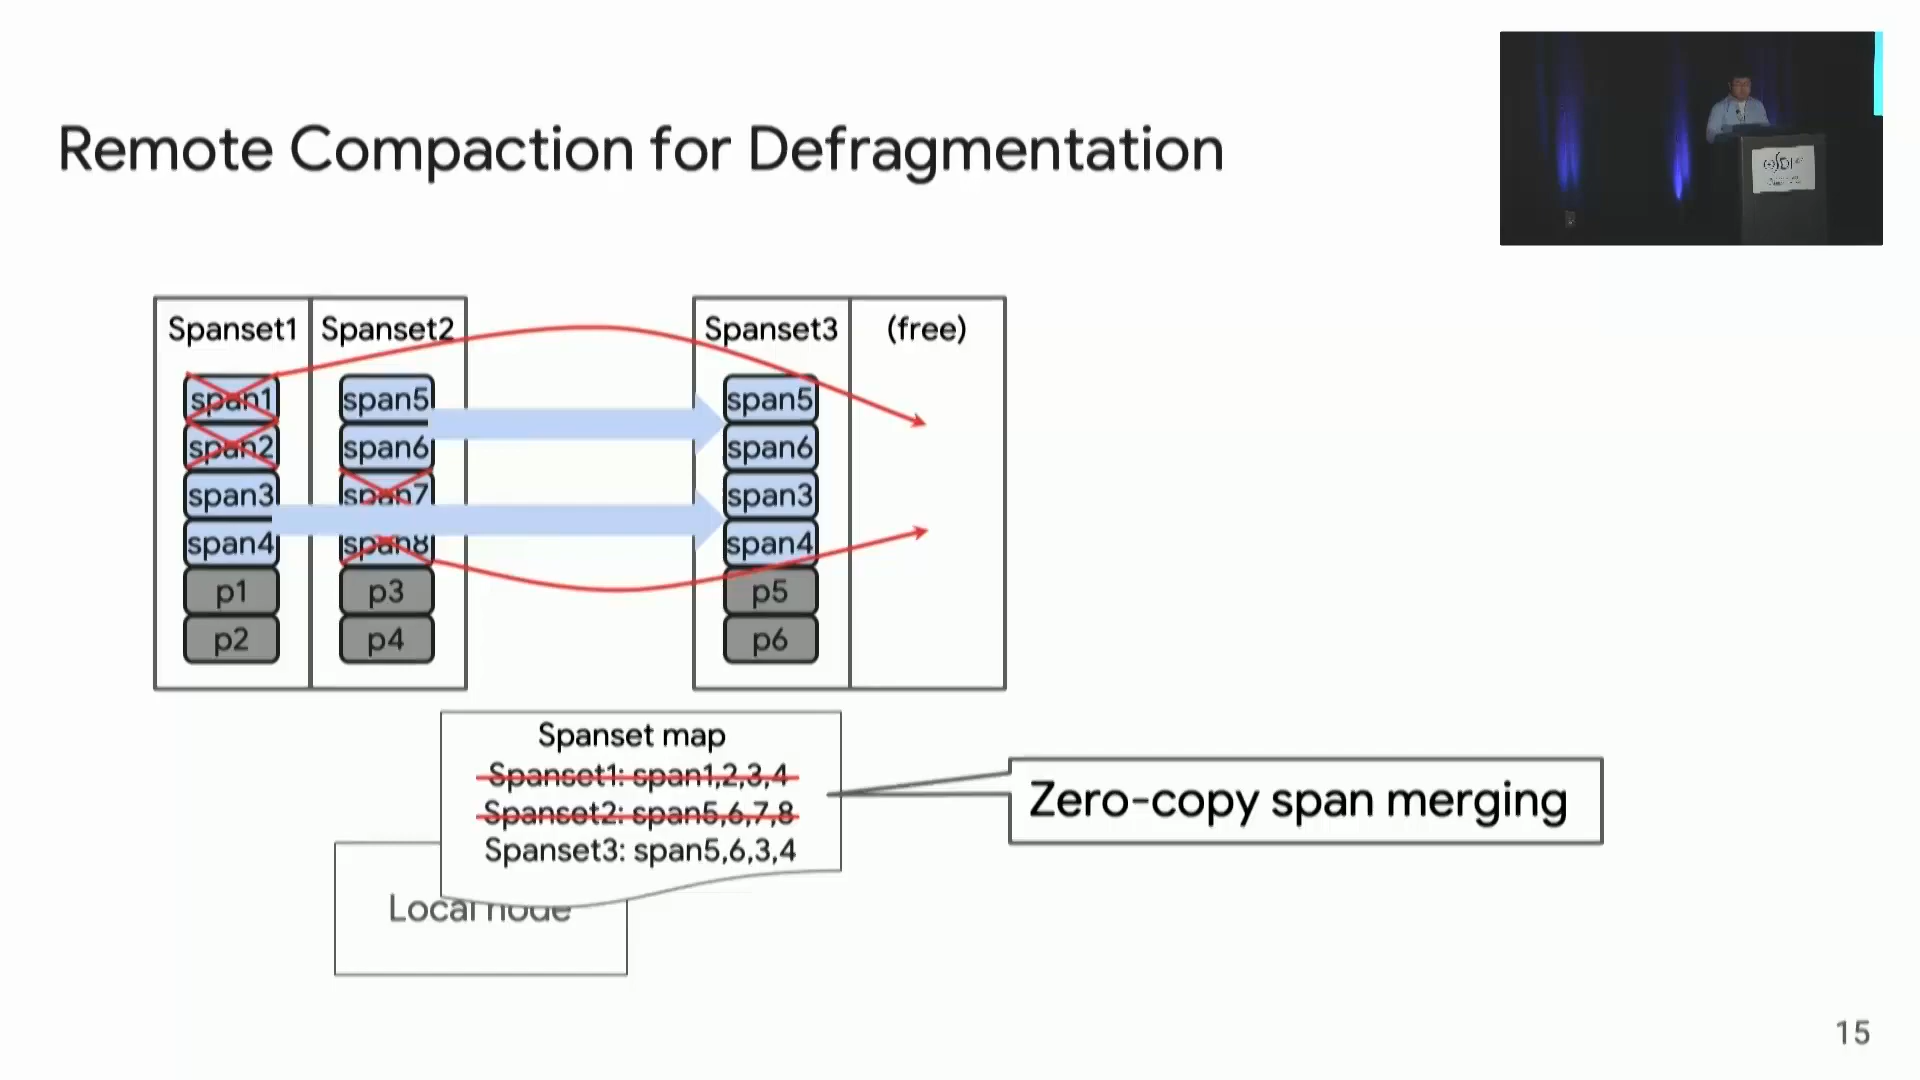 Remote Compaction for Defragmentation
Spanset1
Spanset2
Spanset3
(free)
span1
span5
span5
span2
span6
span6
span3
span7
span3
span4
span8
span4
p1
p3
p5
p2
p4
p6
Spanset map
Spanset1: span1,2,3,4
Spanset2: span5,6,7,8
Spanset3: span5,6,3,4
Zero-copy span merging
Local node
15